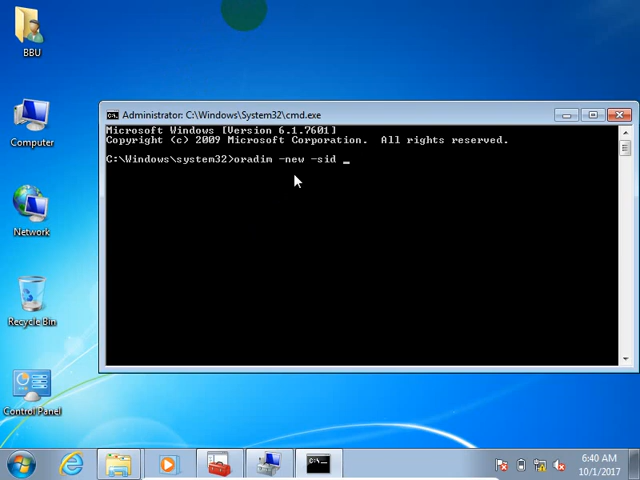 BBU
Computer
Network
Recycle Bin
Control Panel
Administrator: C:\Windows\System32\cmd.exe
Microsoft Windows [Version 6.1.7601]
Copyright (c) 2009 Microsoft Corporation.  All rights reserved.
C:\Windows\system32>oradim -new -sid _
C:\_
6:40 AM
10/1/2017